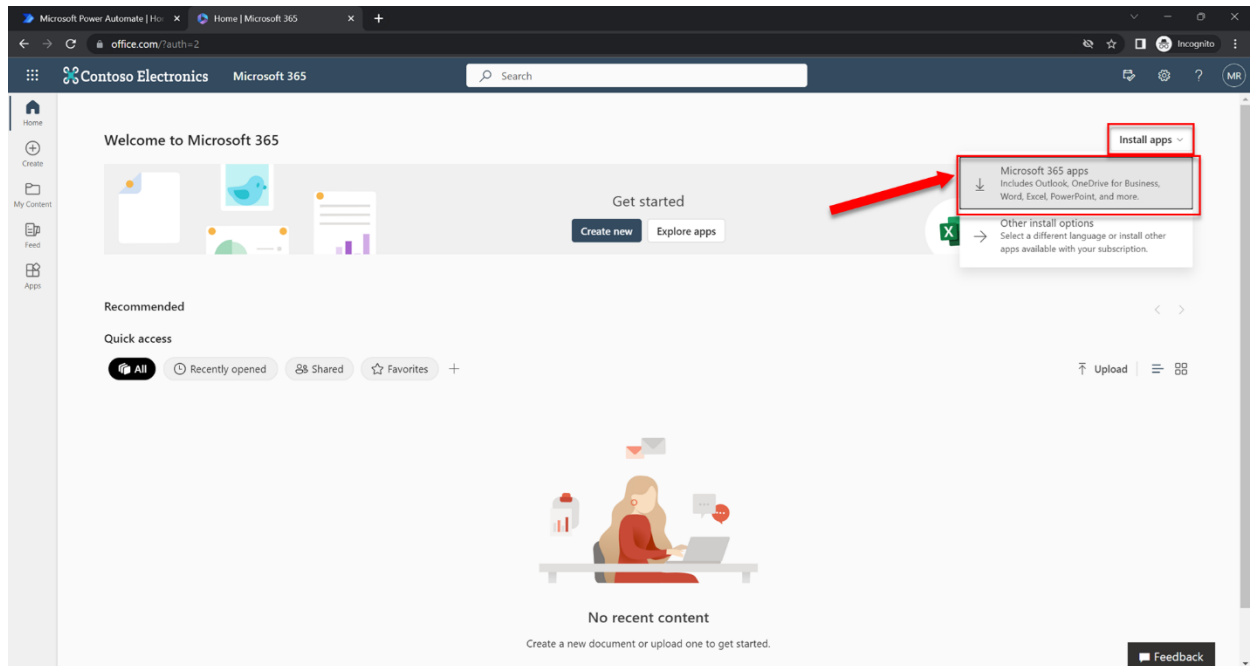 Microsoft Power Automate | Ho
Home | Microsoft 365
office.com/?auth=2
Incognito
Contoso Electronics
Microsoft 365
Search
?
MR
Home
Create
My Content
Feed
Apps
Welcome to Microsoft 365
Install apps
Microsoft 365 apps
Includes Outlook, OneDrive for Business,
Word, Excel, PowerPoint, and more.
Other install options
Select a different language or install other
apps available with your subscription.
Get started
Create new
Explore apps
X
Recommended
Quick access
All
Recently opened
Shared
Favorites
Upload
No recent content
Create a new document or upload one to get started.
Feedback